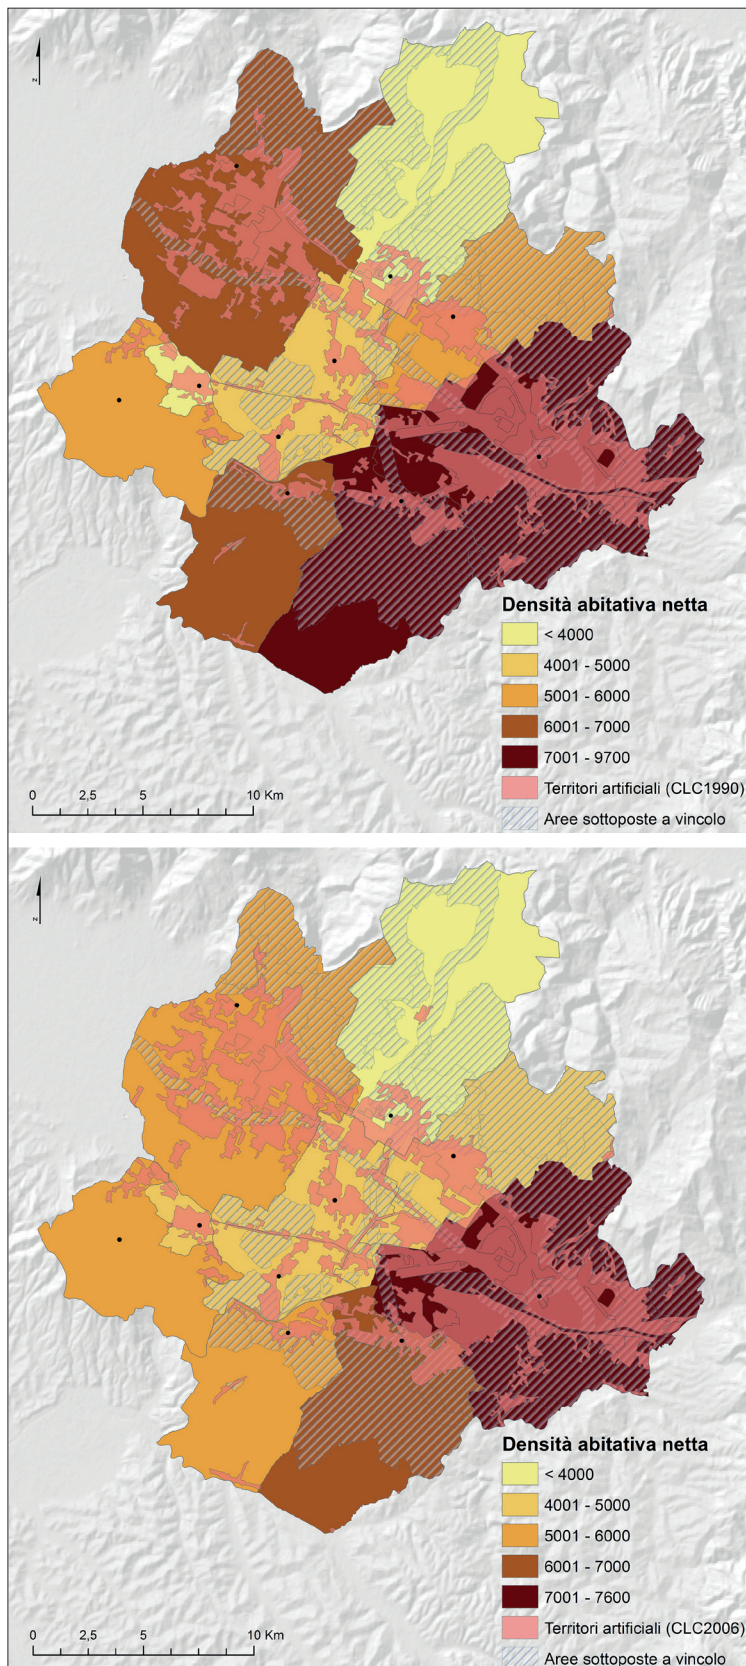 N
Densità abitativa netta
< 4000
4001 - 5000
5001 - 6000
6001 - 7000
7001 - 9700
Territori artificiali (CLC1990)
Aree sottoposte a vincolo
0 2,5 5 10 Km
N
Densità abitativa netta
< 4000
4001 - 5000
5001 - 6000
6001 - 7000
7001 - 7600
Territori artificiali (CLC2006)
Aree sottoposte a vincolo
0 2,5 5 10 Km